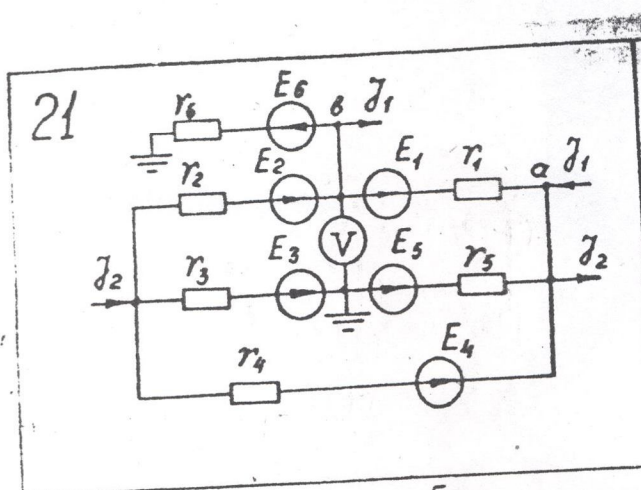 21
r₆ E₆ в J₁
r₂ E₂ E₁ r₁ a J₁
V
J₂ r₃ E₃ E₅ r₅ J₂
r₄ E₄